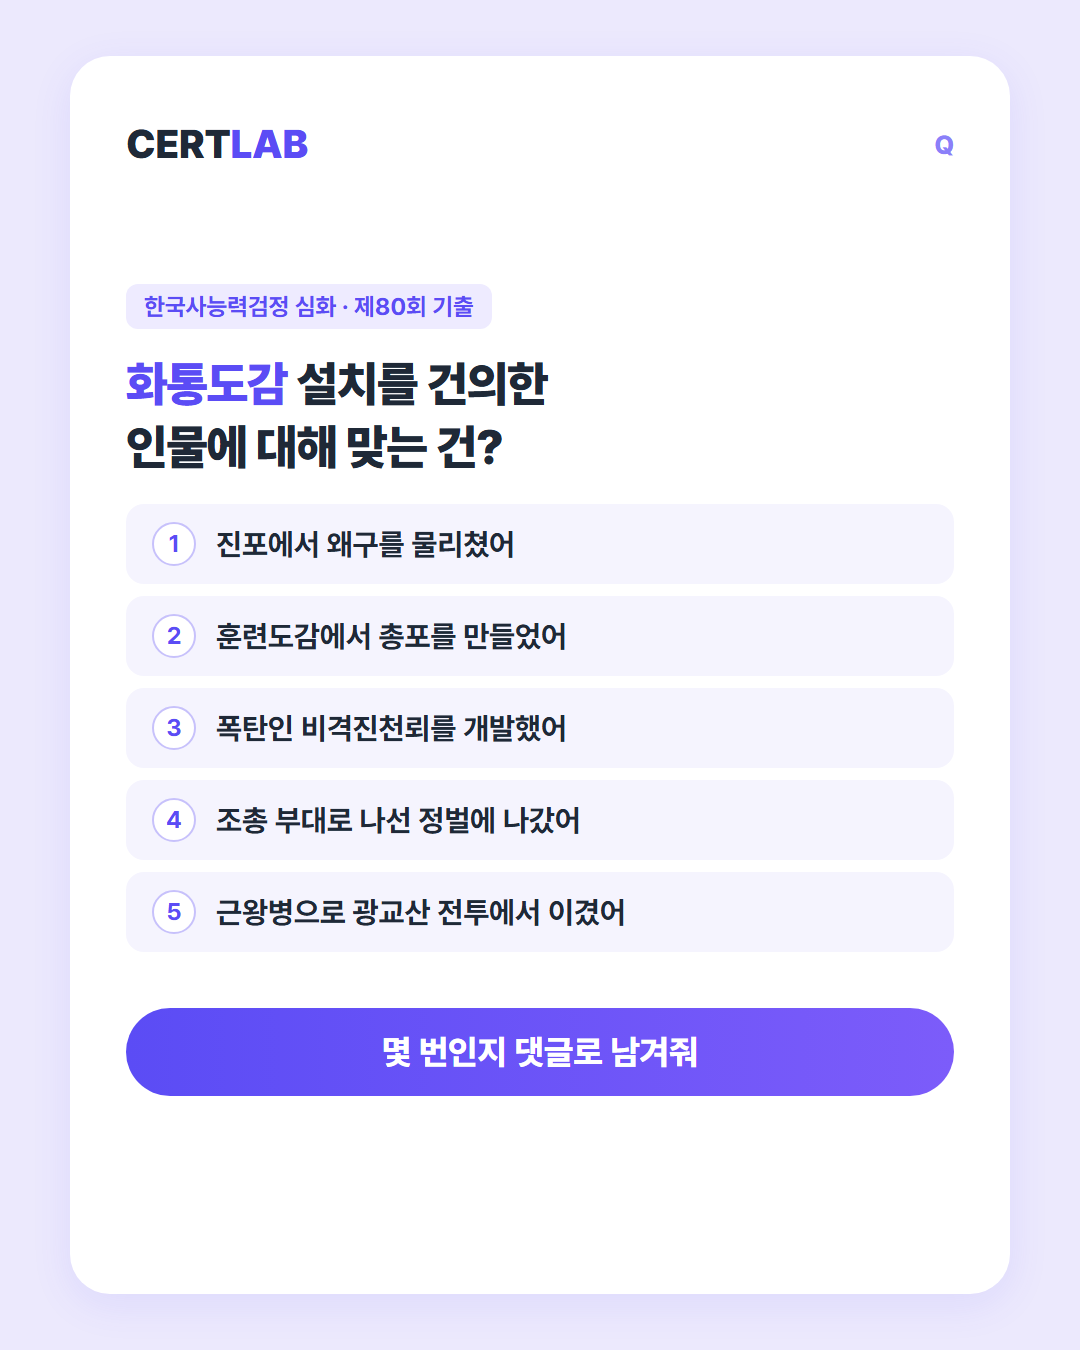 CERTLAB
Q
한국사능력검정 심화 · 제80회 기출
화통도감 설치를 건의한
인물에 대해 맞는 건?
1 진포에서 왜구를 물리쳤어
2 훈련도감에서 총포를 만들었어
3 폭탄인 비격진천뢰를 개발했어
4 조총 부대로 나선 정벌에 나갔어
5 근왕병으로 광교산 전투에서 이겼어
몇 번인지 댓글로 남겨줘